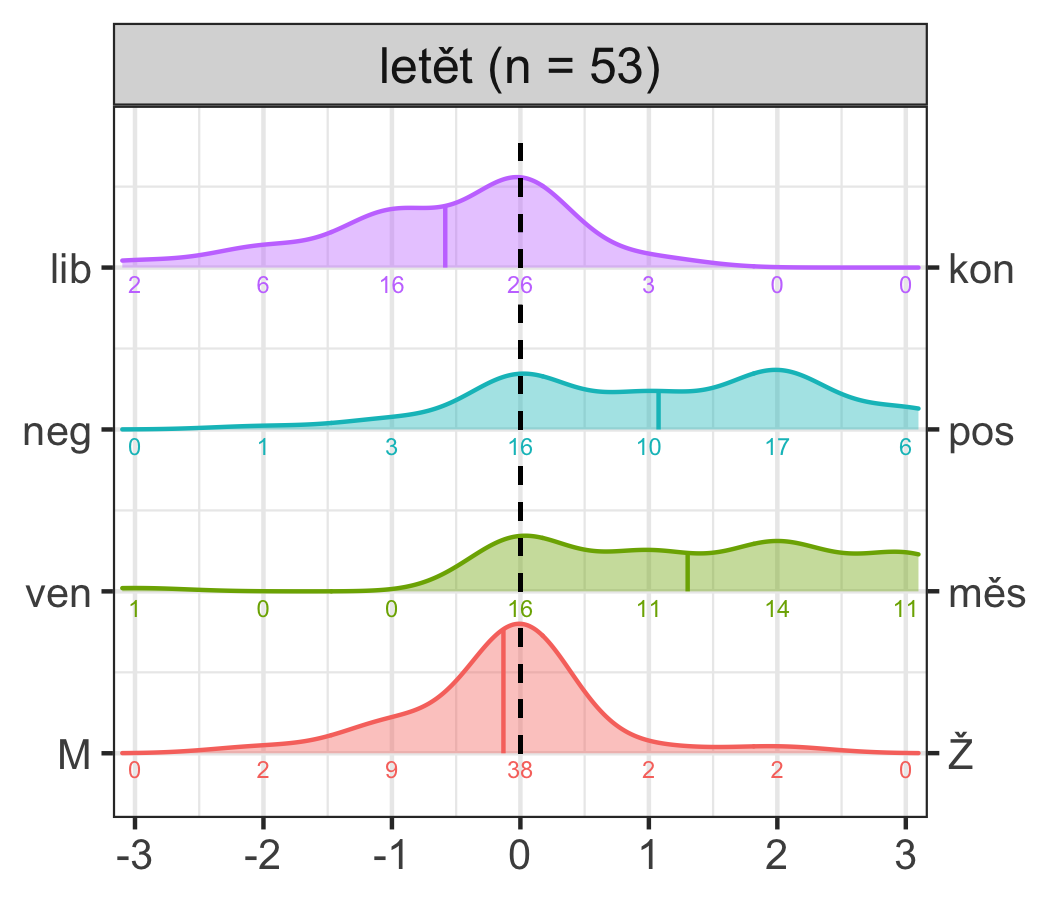 letět (n = 53)
lib kon
2 6 16 26 3 0 0
neg pos
0 1 3 16 10 17 6
ven měs
1 0 0 16 11 14 11
M Ž
0 2 9 38 2 2 0
-3 -2 -1 0 1 2 3